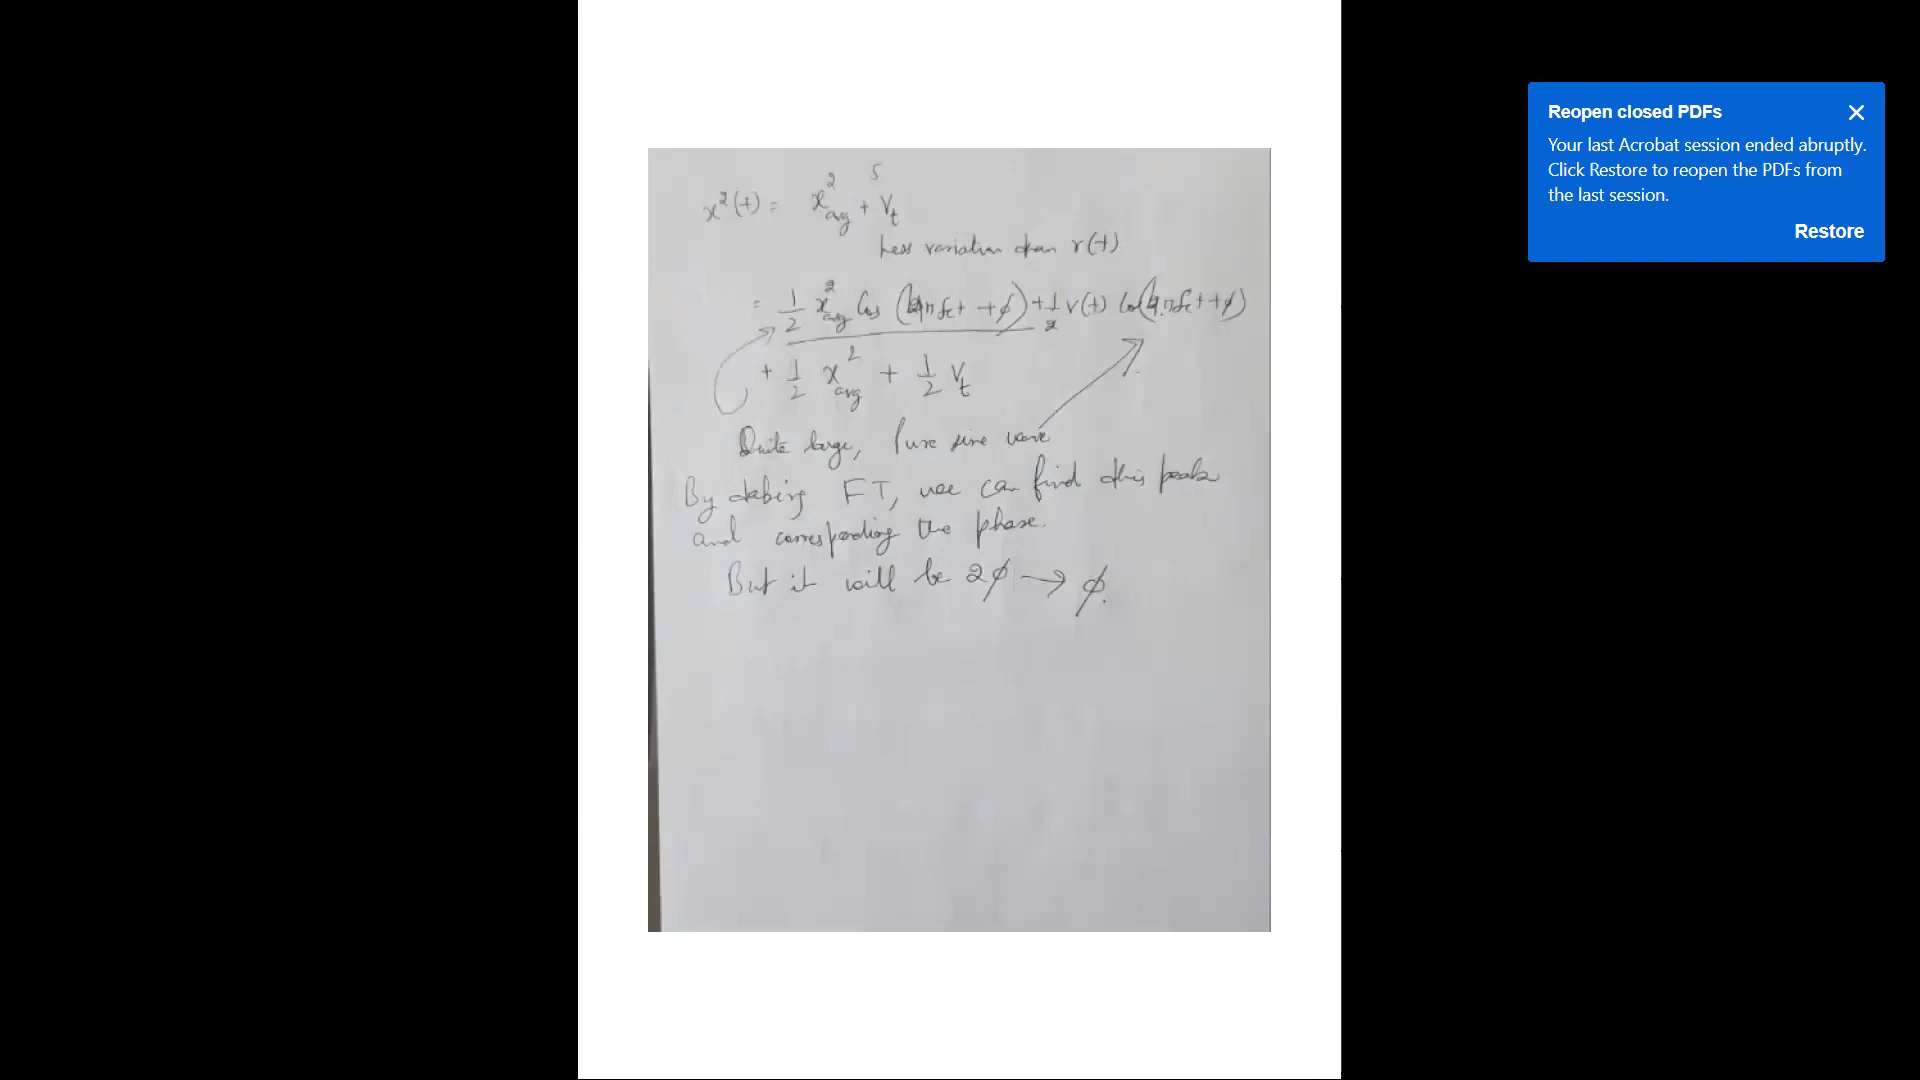 5
x²(t) = x²avg + Vt
Less variation than r(t)
= 1/2 x²avg Cos (4πfct + φ) + 1/2 v(t) Cos(4πfct + φ)
+ 1/2 x²avg + 1/2 Vt
Quite large, Pure sine wave
By taking FT, we can find this peak
and corresponding the phase.
But it will be 2φ → φ.
Reopen closed PDFs
Your last Acrobat session ended abruptly.
Click Restore to reopen the PDFs from
the last session.
Restore